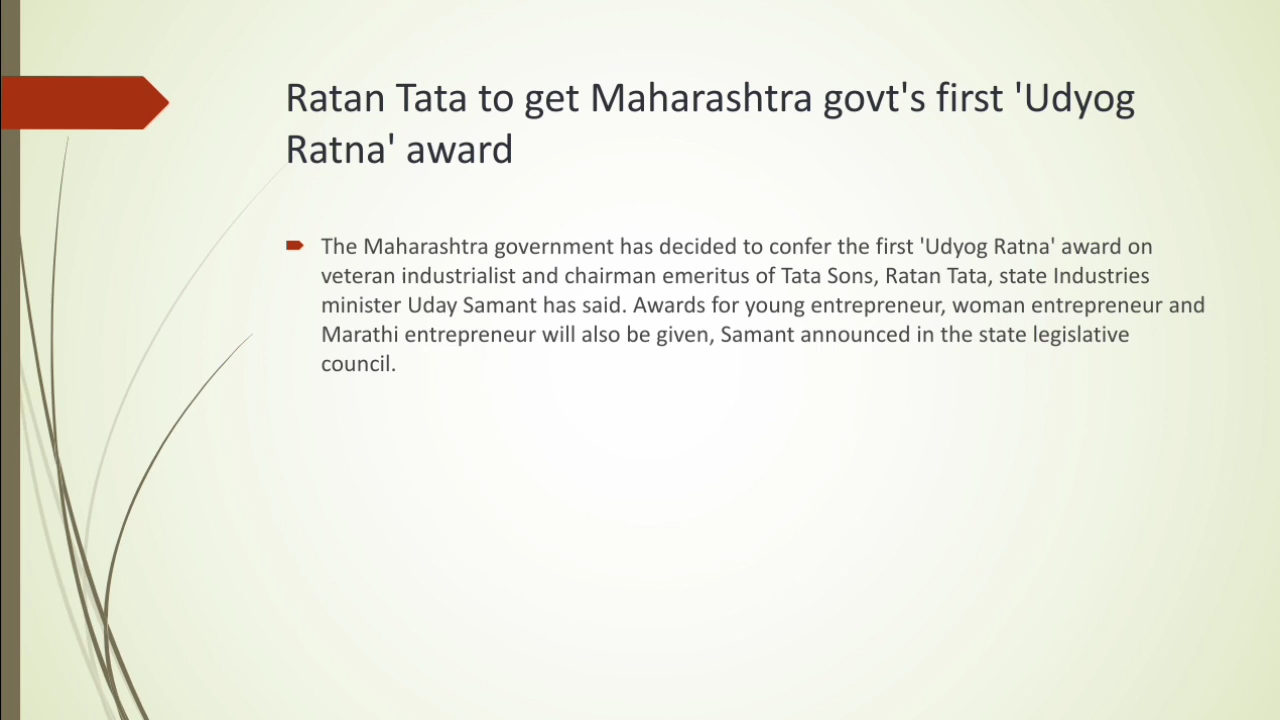 Ratan Tata to get Maharashtra govt's first 'Udyog
Ratna' award
The Maharashtra government has decided to confer the first 'Udyog Ratna' award on
veteran industrialist and chairman emeritus of Tata Sons, Ratan Tata, state Industries
minister Uday Samant has said. Awards for young entrepreneur, woman entrepreneur and
Marathi entrepreneur will also be given, Samant announced in the state legislative
council.